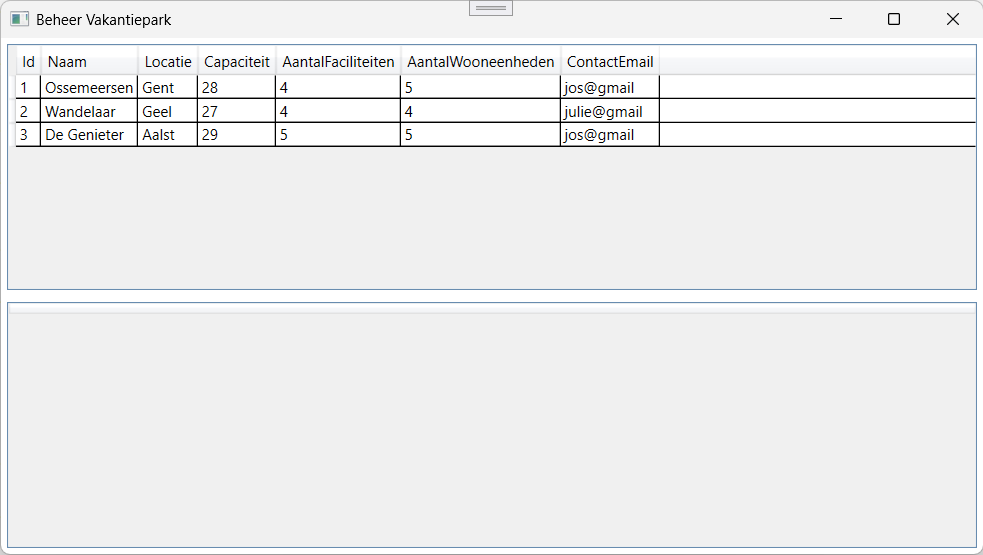 Beheer Vakantiepark
Id Naam Locatie Capaciteit AantalFaciliteiten AantalWooneenheden ContactEmail
1 Ossemeersen Gent 28 4 5 jos@gmail
2 Wandelaar Geel 27 4 4 julie@gmail
3 De Genieter Aalst 29 5 5 jos@gmail